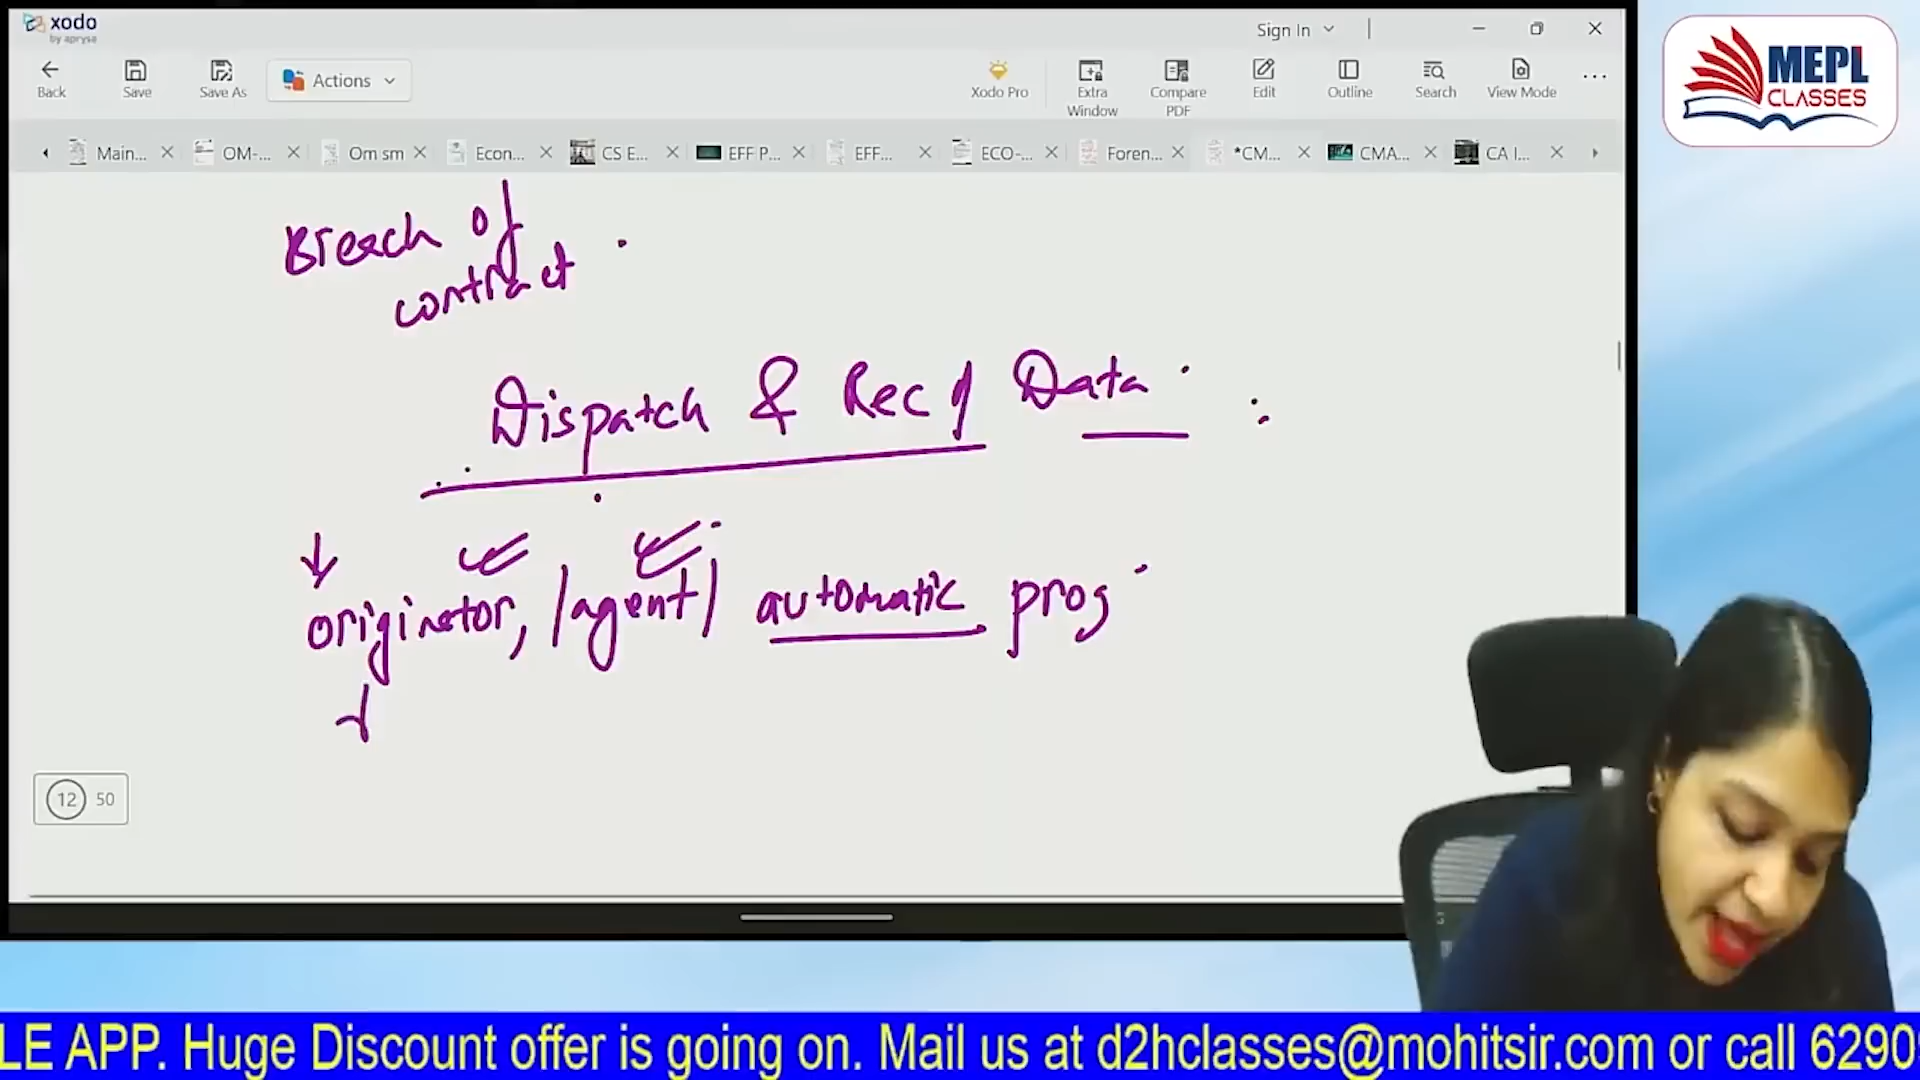 xodo
by apryse
Sign In
Back
Save
Save As
Actions
Xodo Pro
Extra Window
Compare PDF
Edit
Outline
Search
View Mode
Main...
OM-...
Om sm
Econ...
CS E...
EFF P...
EFF...
ECO-...
Foren...
*CM...
CMA...
CA I...
MEPL
CLASSES
Breach of
contract
Dispatch & Rec of Data
originator, /agent/ automatic prog
12 50
LE APP. Huge Discount offer is going on. Mail us at d2hclasses@mohitsir.com or call 6290